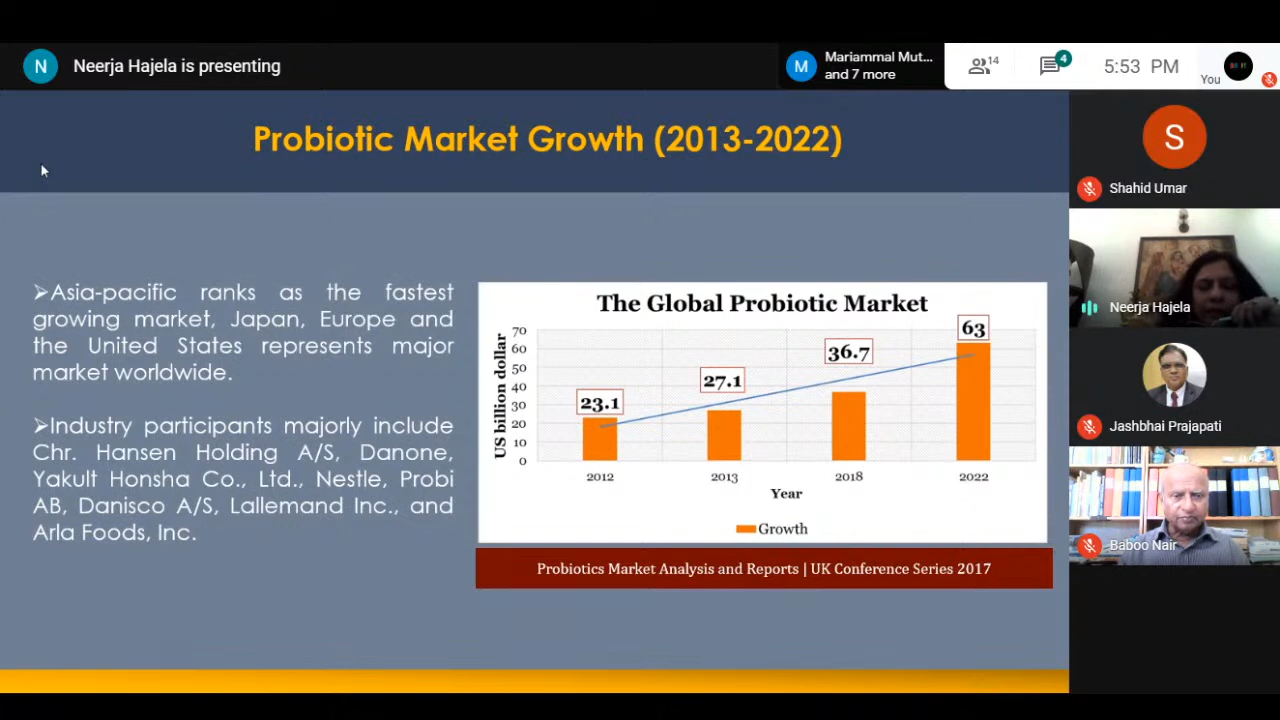 N
Neerja Hajela is presenting
M
Mariammal Mut...
and 7 more
14
4
5:53 PM
You
Probiotic Market Growth (2013-2022)
S
Shahid Umar
Neerja Hajela
Jashbhai Prajapati
Baboo Nair
➢Asia-pacific ranks as the fastest
growing market, Japan, Europe and
the United States represents major
market worldwide.
➢Industry participants majorly include
Chr. Hansen Holding A/S, Danone,
Yakult Honsha Co., Ltd., Nestle, Probi
AB, Danisco A/S, Lallemand Inc., and
Arla Foods, Inc.
The Global Probiotic Market
US billion dollar
70
60
50
40
30
20
10
0
23.1
27.1
36.7
63
2012 2013 2018 2022
Year
Growth
Probiotics Market Analysis and Reports | UK Conference Series 2017